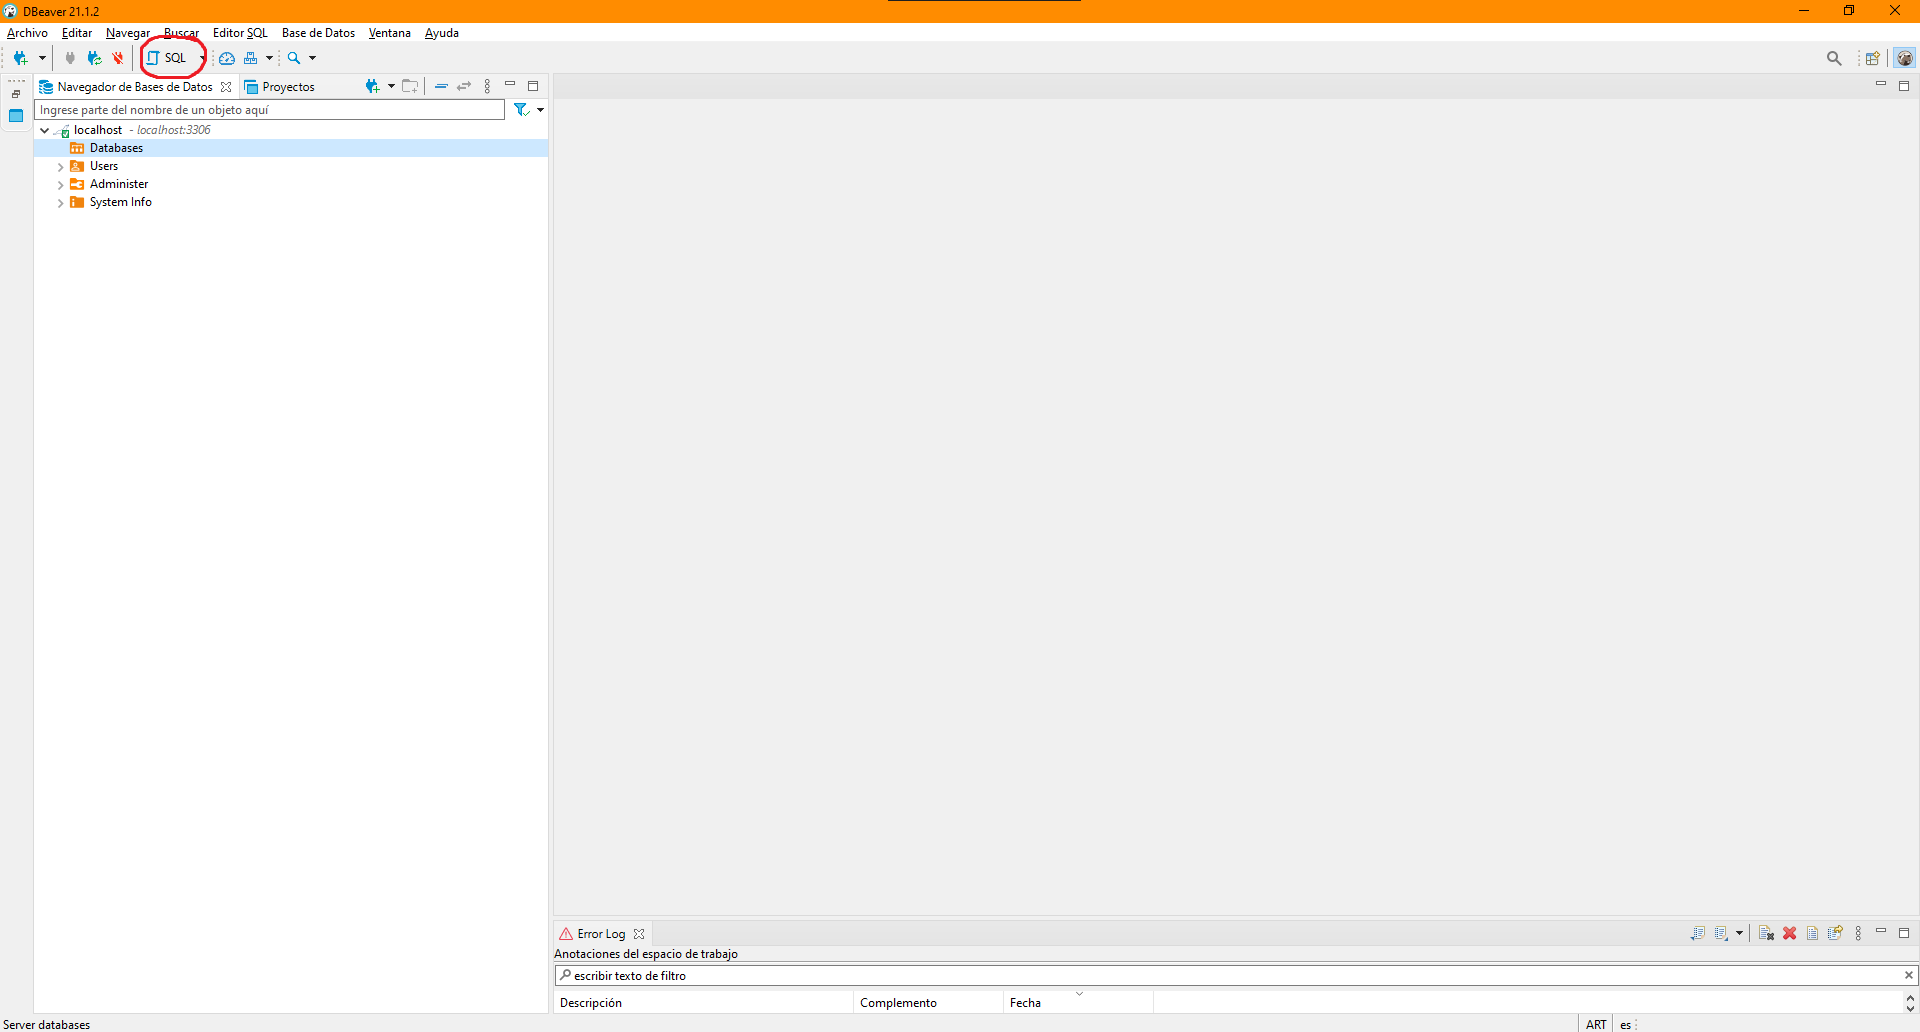 DBeaver 21.1.2
Archivo Editar Navegar Buscar Editor SQL Base de Datos Ventana Ayuda
SQL
Navegador de Bases de Datos Proyectos
Ingrese parte del nombre de un objeto aquí
localhost - localhost:3306
Databases
Users
Administer
System Info
Error Log
Anotaciones del espacio de trabajo
escribir texto de filtro
Descripción Complemento Fecha
Server databases ART es